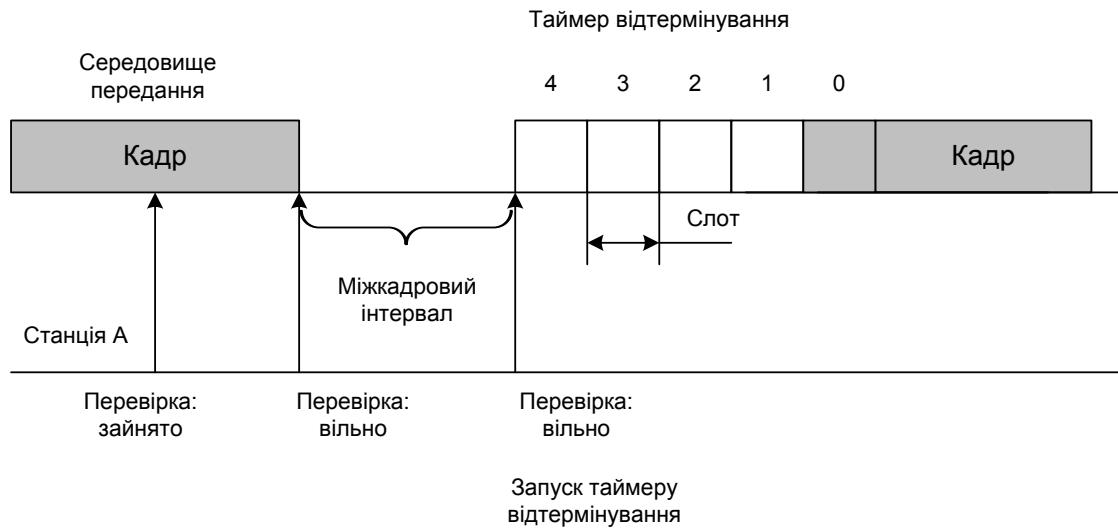 Таймер відтермінування
Середовище
передання
4 3 2 1 0
Кадр
Кадр
Слот
Міжкадровий
інтервал
Станція А
Перевірка:
зайнято
Перевірка:
вільно
Перевірка:
вільно
Запуск таймеру
відтермінування